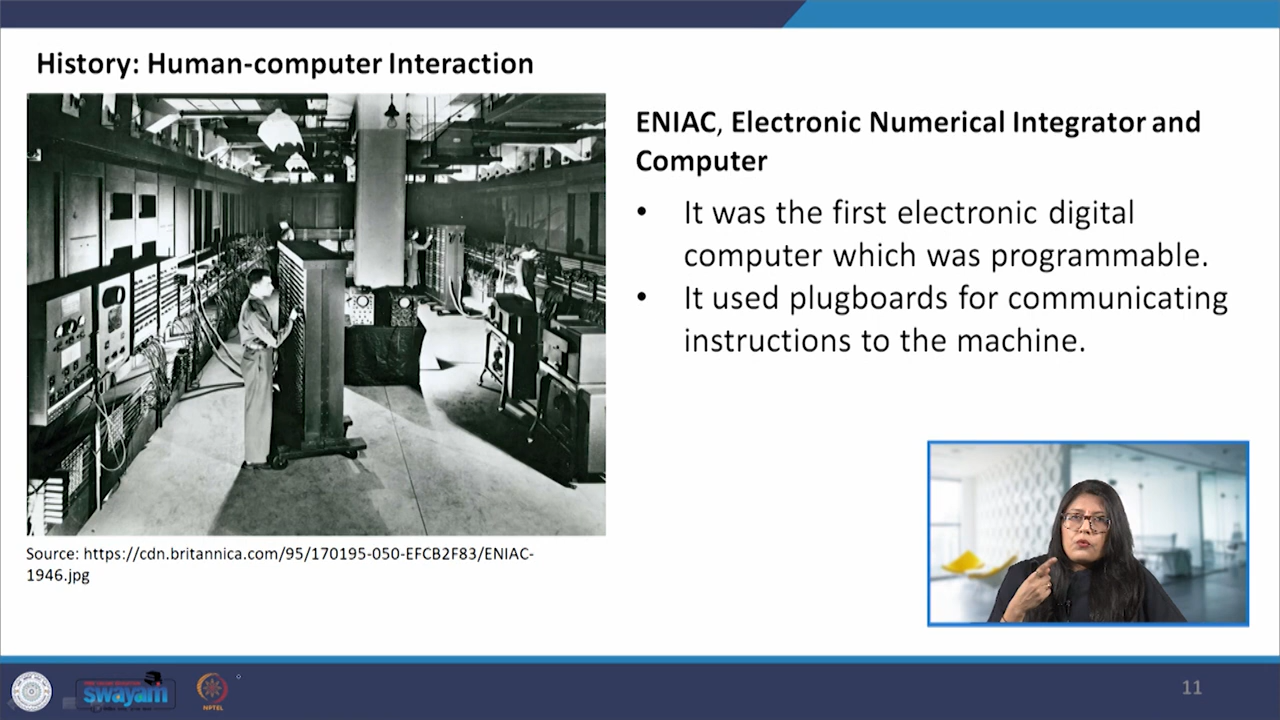 History: Human-computer Interaction
ENIAC, Electronic Numerical Integrator and
Computer
• It was the first electronic digital
computer which was programmable.
• It used plugboards for communicating
instructions to the machine.
Source: https://cdn.britannica.com/95/170195-050-EFCB2F83/ENIAC-
1946.jpg
swayam
NPTEL
11